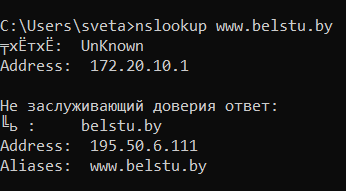 C:\Users\sveta>nslookup www.belstu.by
╤хЁтхЁ:  UnKnown
Address:  172.20.10.1
Не заслуживающий доверия ответ:
╚ь :     belstu.by
Address:  195.50.6.111
Aliases:  www.belstu.by